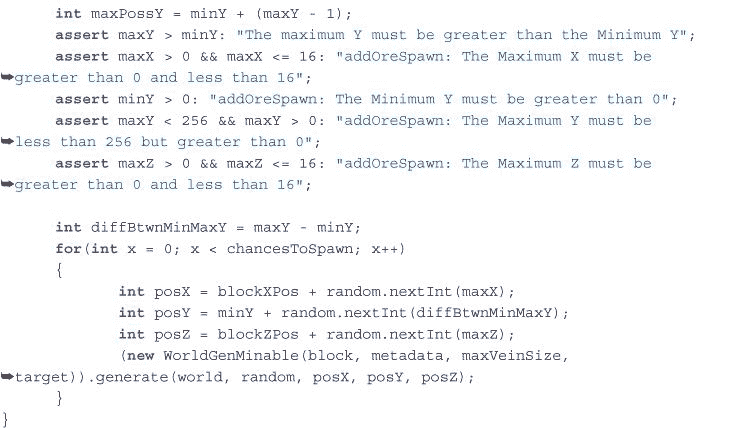 int maxPossY = minY + (maxY - 1);
assert maxY > minY: "The maximum Y must be greater than the Minimum Y";
assert maxX > 0 && maxX <= 16: "addOreSpawn: The Maximum X must be
➥greater than 0 and less than 16";
assert minY > 0: "addOreSpawn: The Minimum Y must be greater than 0";
assert maxY < 256 && maxY > 0: "addOreSpawn: The Maximum Y must be
➥less than 256 but greater than 0";
assert maxZ > 0 && maxZ <= 16: "addOreSpawn: The Maximum Z must be
➥greater than 0 and less than 16";
int diffBtwnMinMaxY = maxY - minY;
for(int x = 0; x < chancesToSpawn; x++)
{
int posX = blockXPos + random.nextInt(maxX);
int posY = minY + random.nextInt(diffBtwnMinMaxY);
int posZ = blockZPos + random.nextInt(maxZ);
(new WorldGenMinable(block, metadata, maxVeinSize,
➥target)).generate(world, random, posX, posY, posZ);
}
}